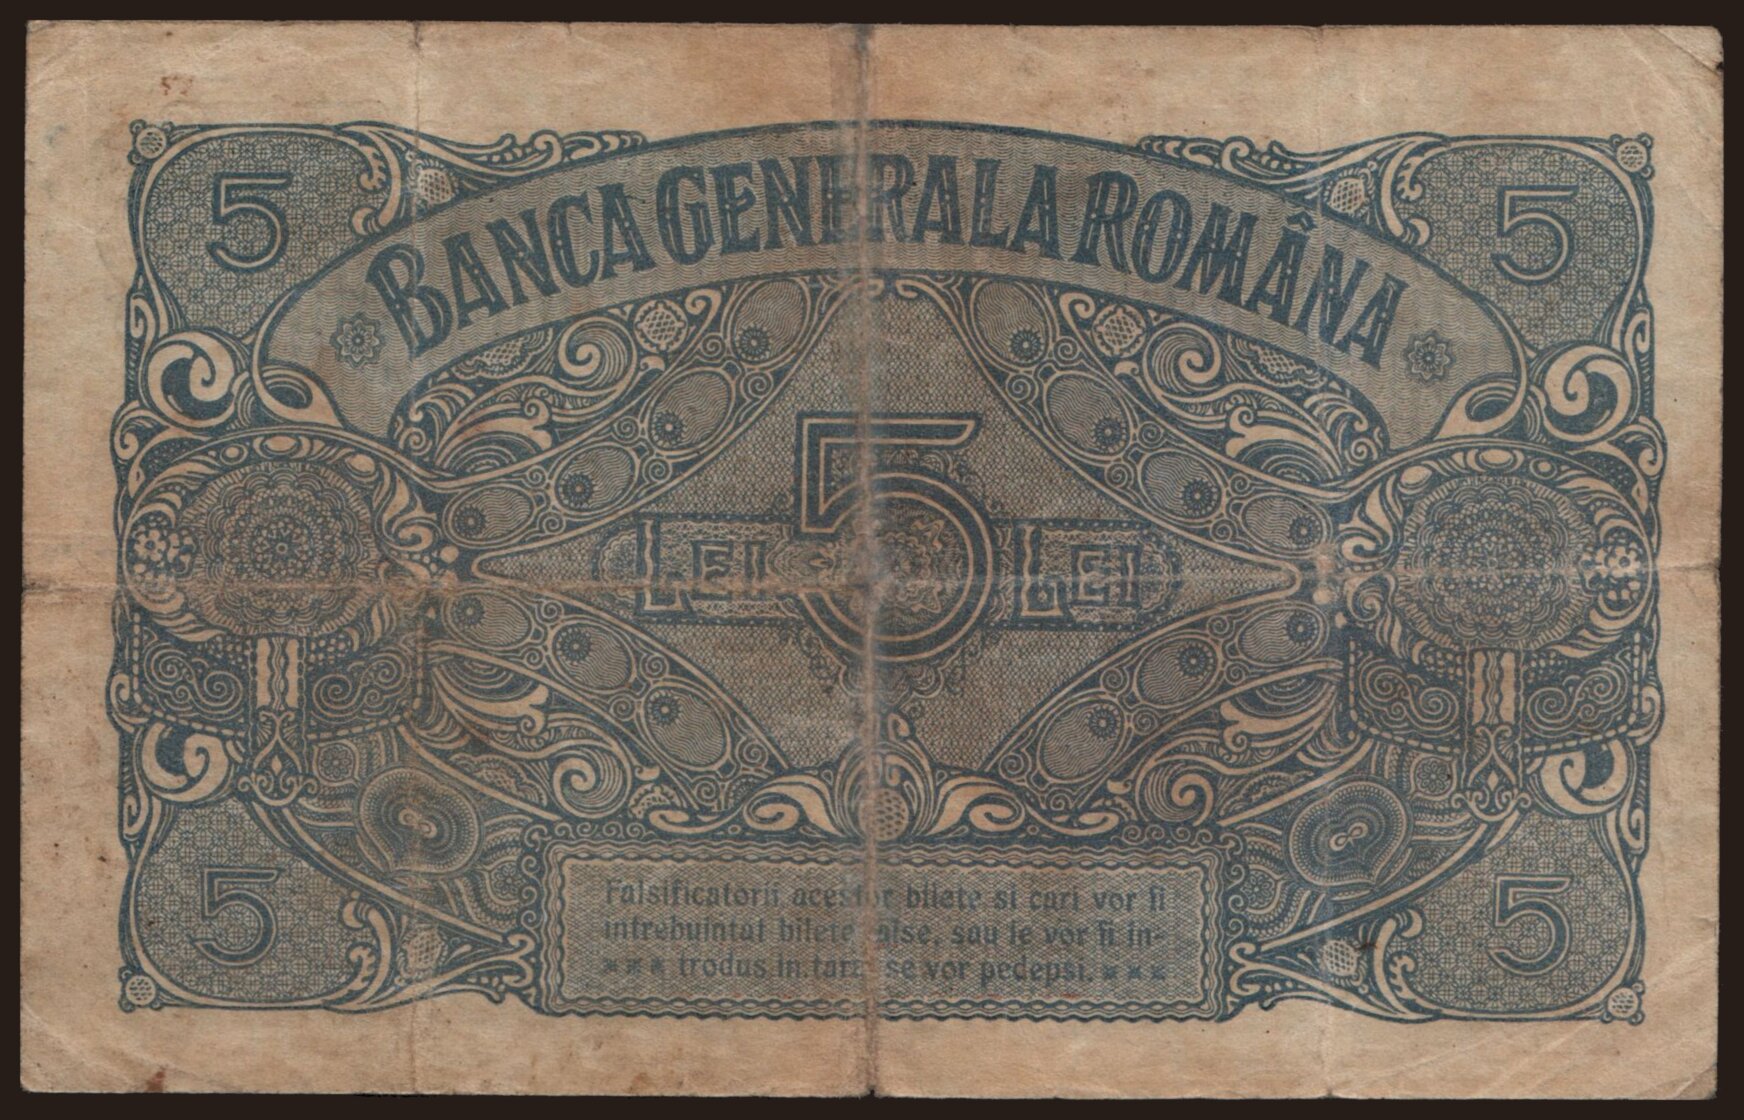 5 5
BANCA GENERALA ROMÂNA
5
LEI LEI
Falsificatorii acestor bilete si cari vor fi
intrebuintat bilete false, sau le vor fi in-
trodus in tara se vor pedepsi.
5 5